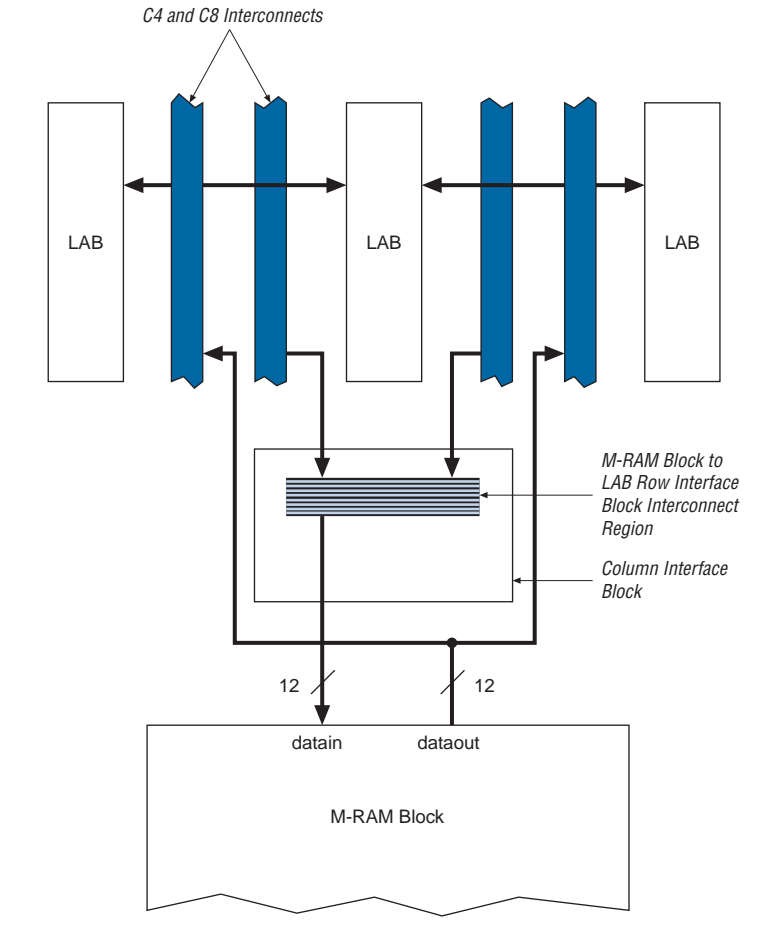 C4 and C8 Interconnects
LAB
LAB
LAB
M-RAM Block to
LAB Row Interface
Block Interconnect
Region
Column Interface
Block
12
12
datain
dataout
M-RAM Block